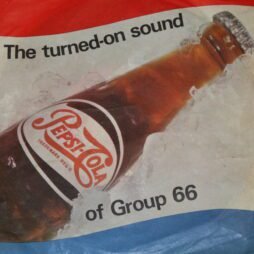 The turned-on sound
PEPSI-COLA
of Group 66